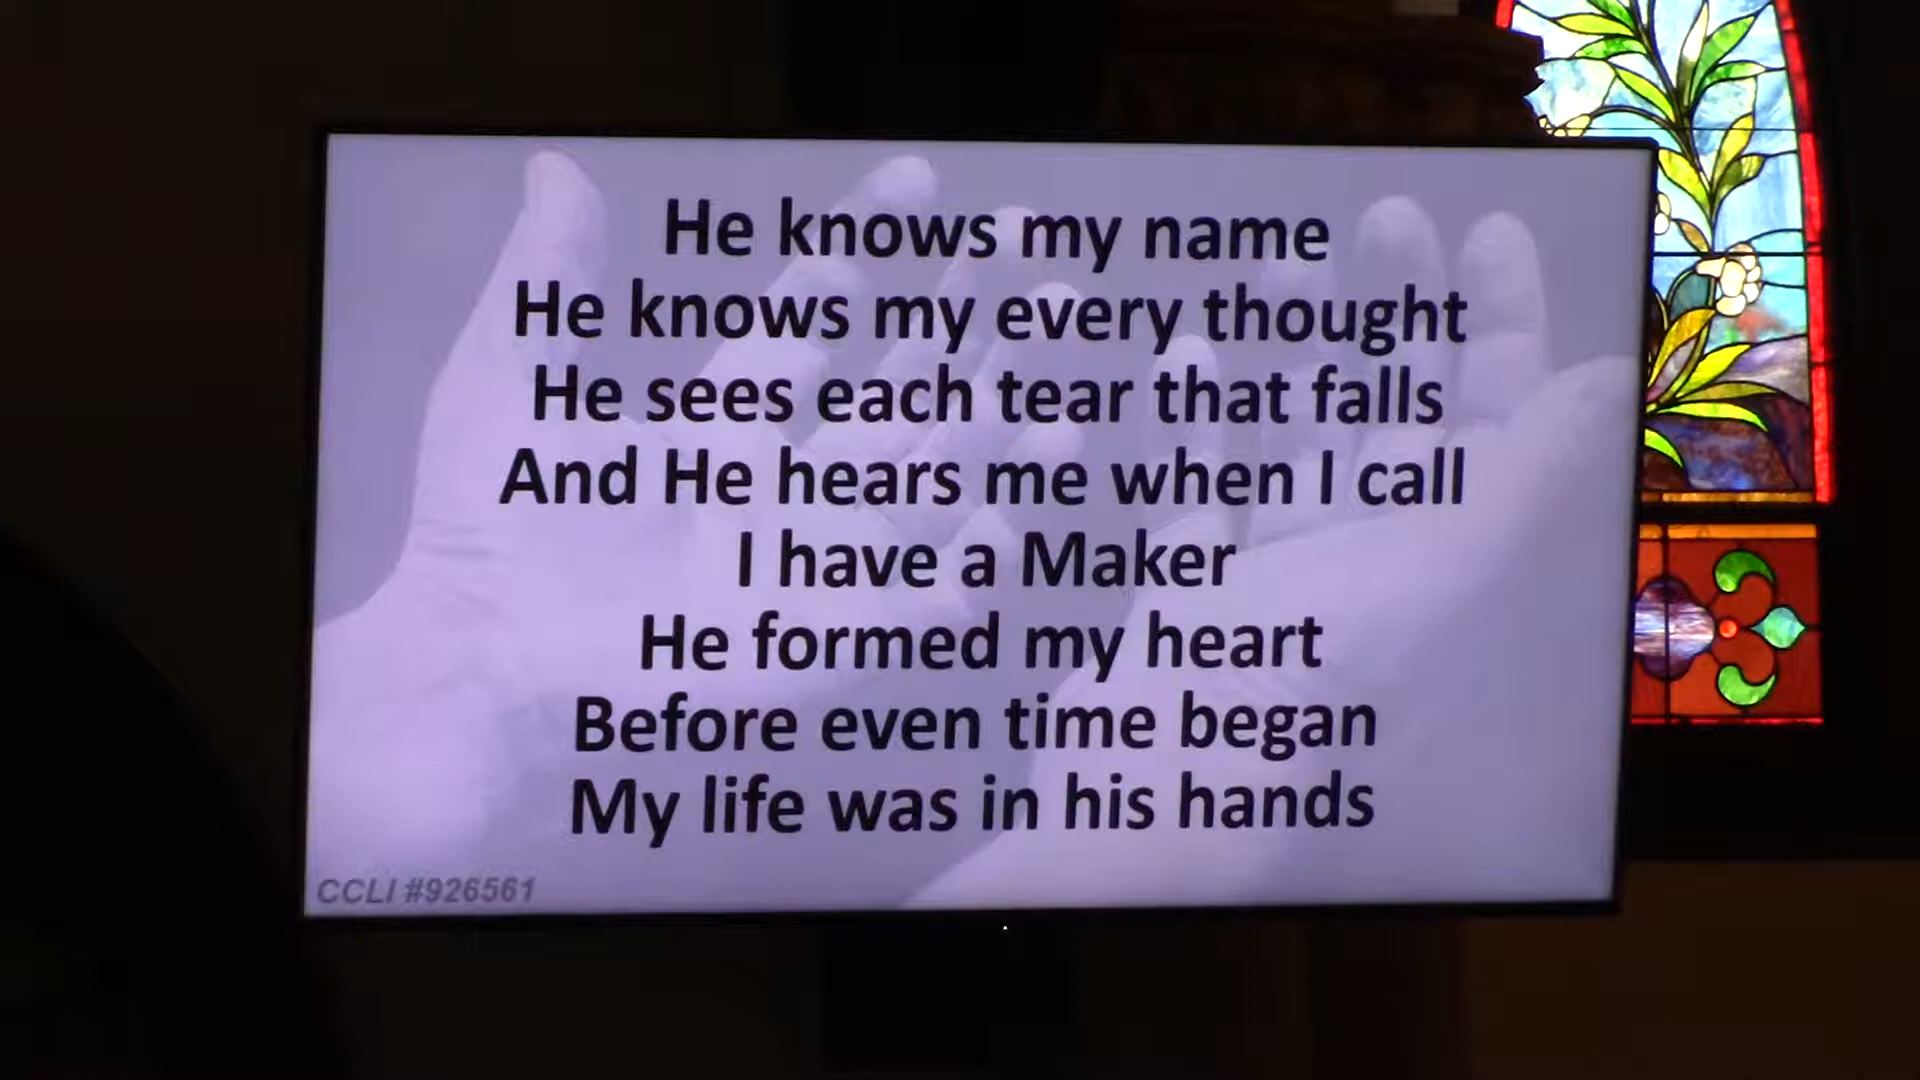 He knows my name
He knows my every thought
He sees each tear that falls
And He hears me when I call
I have a Maker
He formed my heart
Before even time began
My life was in his hands
CCLI #926561